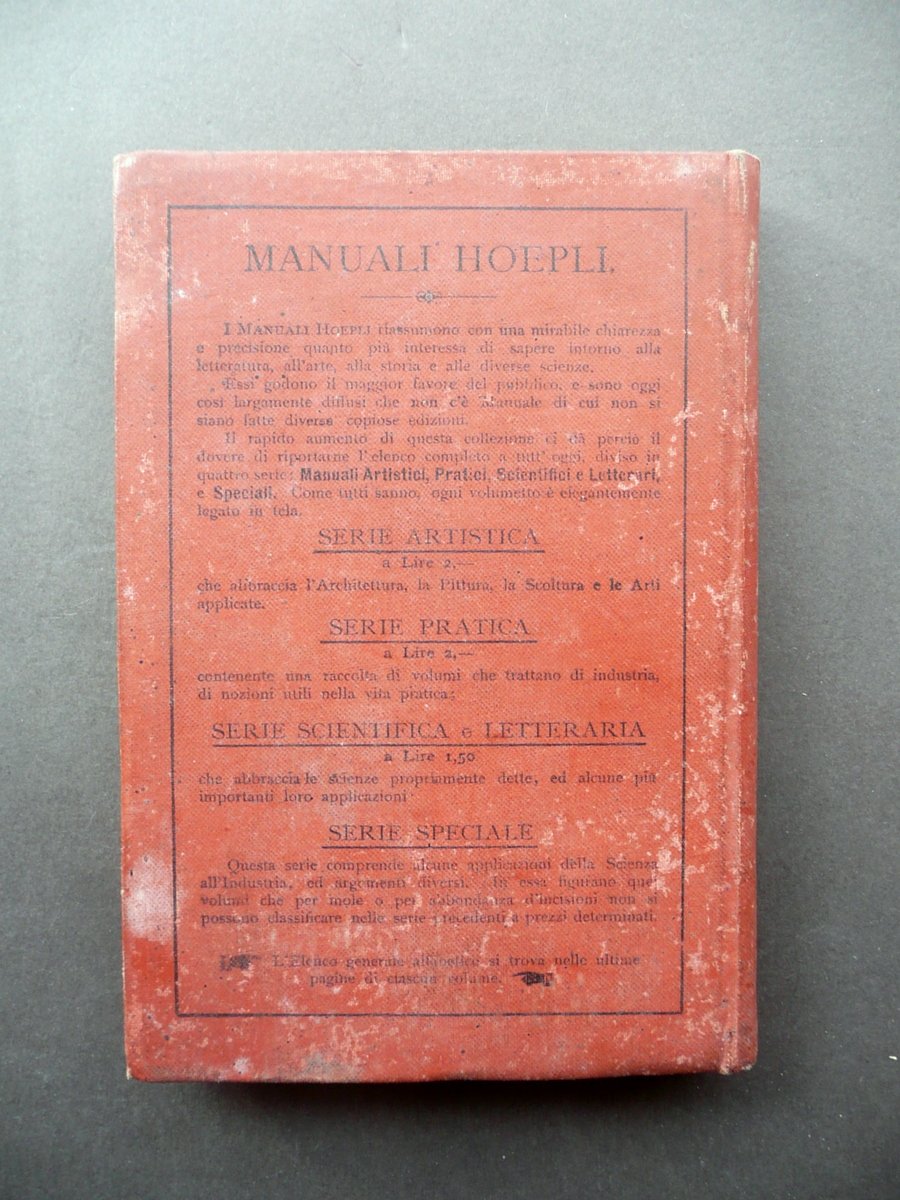 MANUALI HOEPLI.
I MANUALI HOEPLI riassumono con una mirabile chiarezza
e precisione quanto più interessa di sapere intorno alla
letteratura, all'arte, alla storia e alle diverse scienze.
Essi godono il maggior favore del pubblico, e sono oggi
così largamente diffusi che non c'è Manuale di cui non si
siano fatte diverse copiose edizioni.
Il rapido aumento di questa collezione ci dà perciò il
dovere di riportarne l'elenco completo a tutt'oggi, diviso in
quattro serie: Manuali Artistici, Pratici, Scientifici e Letterari,
e Speciali. Come tutti sanno, ogni volumetto è elegantemente
legato in tela.
SERIE ARTISTICA
a Lire 2,—
che abbraccia l'Architettura, la Pittura, la Scoltura e le Arti
applicate.
SERIE PRATICA
a Lire 2,—
contenente una raccolta di volumi che trattano di industria,
di nozioni utili nella vita pratica;
SERIE SCIENTIFICA e LETTERARIA
a Lire 1,50
che abbraccia le scienze propriamente dette, ed alcune più
importanti loro applicazioni
SERIE SPECIALE
Questa serie comprende alcune applicazioni della Scienza
all'Industria, ed argomenti diversi. In essa figurano quei
volumi che per mole o per abbondanza d'incisioni non si
possono classificare nelle serie precedenti a prezzi determinati.
L'Elenco generale alfabetico si trova nelle ultime
pagine di ciascun volume.